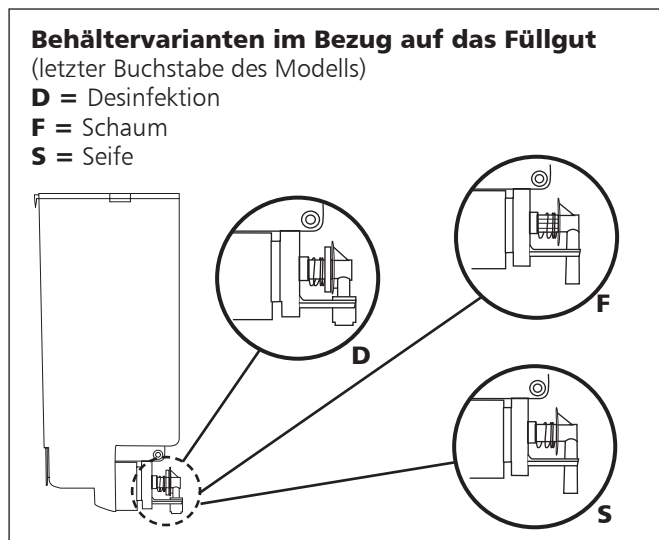 Behältervarianten im Bezug auf das Füllgut
(letzter Buchstabe des Modells)
D = Desinfektion
F = Schaum
S = Seife
F
D
S